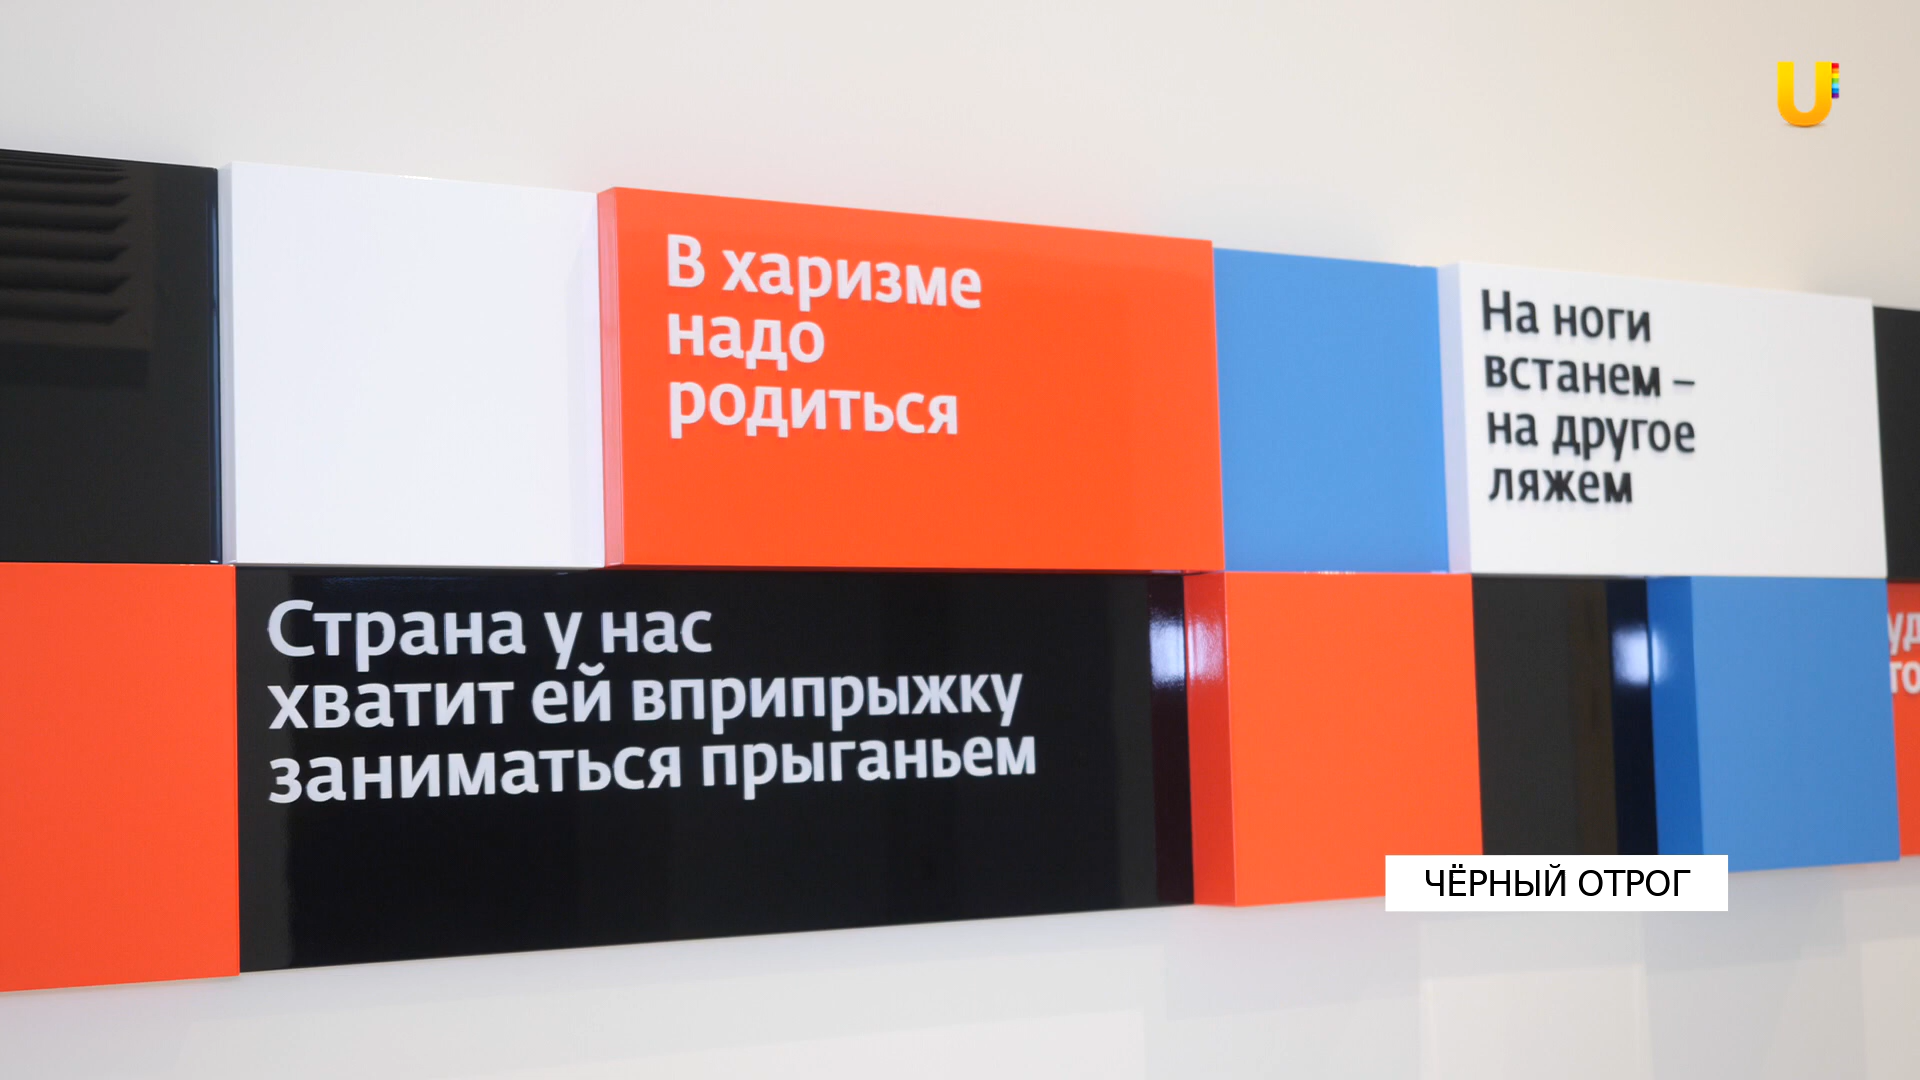 В харизме
надо
родиться
На ноги
встанем –
на другое
ляжем
Страна у нас
хватит ей вприпрыжку
заниматься прыганьем
ЧЁРНЫЙ ОТРОГ
U